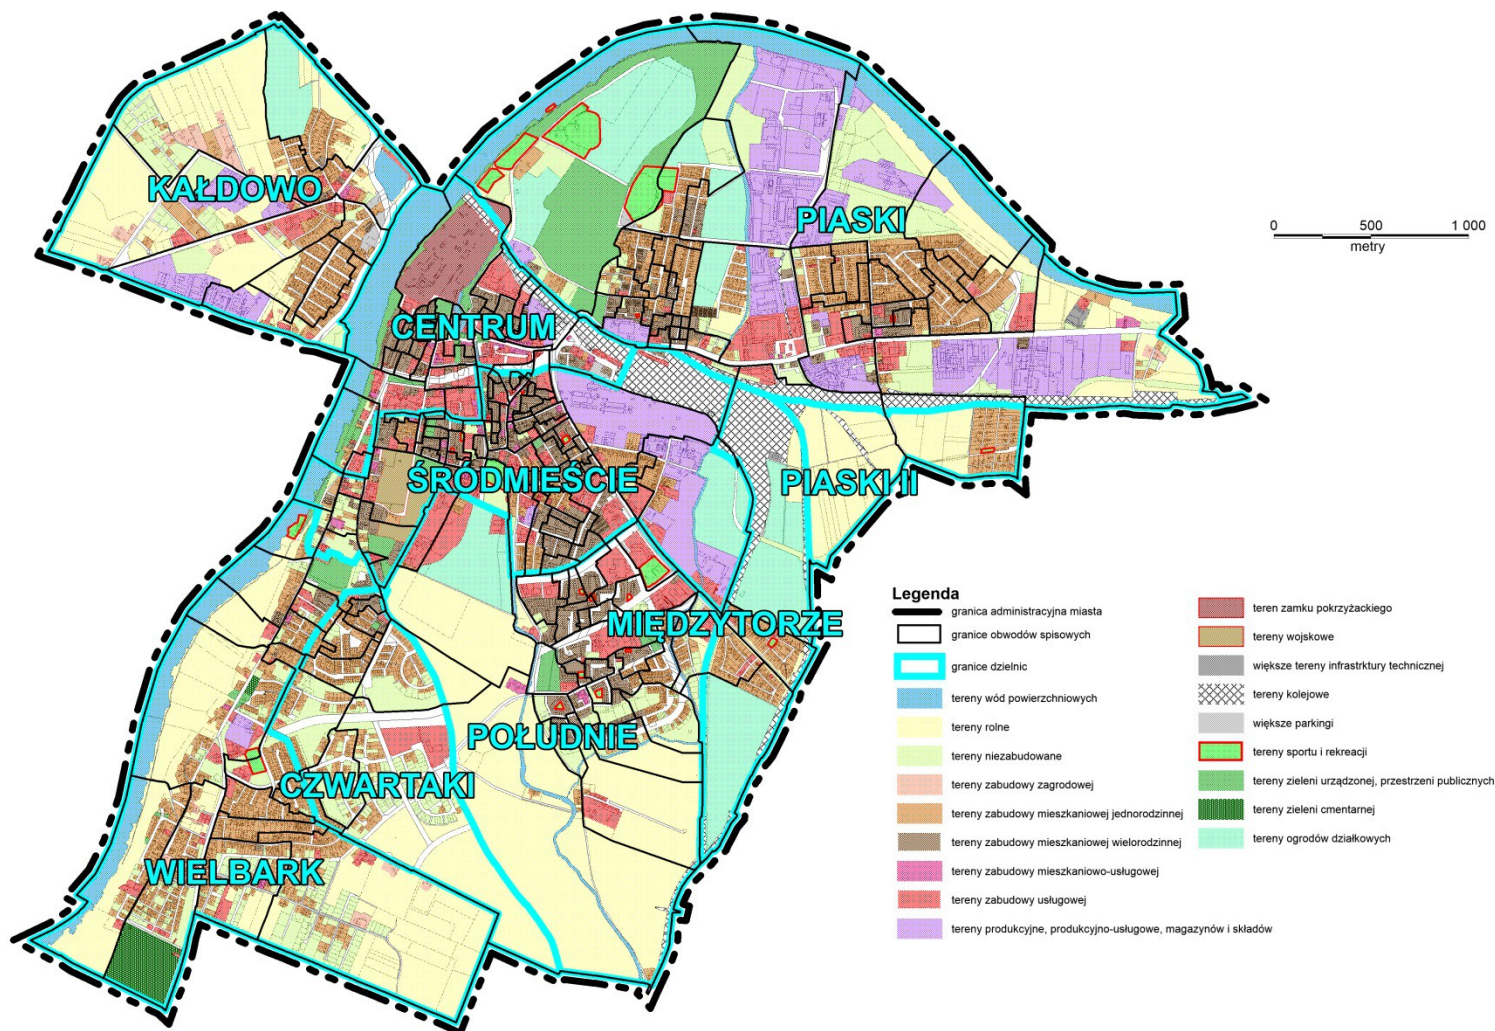 KAŁDOWO
PIASKI
0 500 1 000
metry
CENTRUM
ŚRÓDMIEŚCIE
PIASKI II
MIĘDZYTORZE
POŁUDNIE
CZWARTAKI
WIELBARK
Legenda
granica administracyjna miasta
granice obwodów spisowych
granice dzielnic
tereny wód powierzchniowych
tereny rolne
tereny niezabudowane
tereny zabudowy zagrodowej
tereny zabudowy mieszkaniowej jednorodzinnej
tereny zabudowy mieszkaniowej wielorodzinnej
tereny zabudowy mieszkaniowo-usługowej
tereny zabudowy usługowej
tereny produkcyjne, produkcyjno-usługowe, magazynów i składów
teren zamku pokrzyżackiego
tereny wojskowe
większe tereny infrastrktury technicznej
tereny kolejowe
większe parkingi
tereny sportu i rekreacji
tereny zieleni urządzonej, przestrzeni publicznych
tereny zieleni cmentarnej
tereny ogrodów działkowych